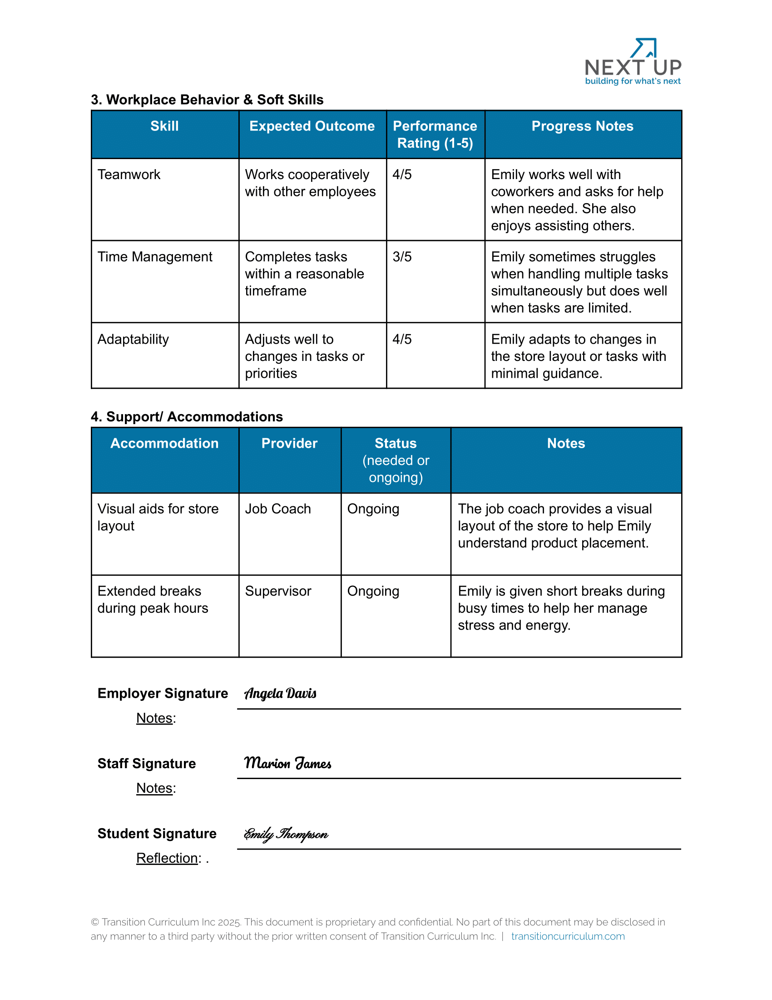 NEXT UP
building for what's next
3. Workplace Behavior & Soft Skills
Skill
Expected Outcome
Performance
Rating (1-5)
Progress Notes
Teamwork
Works cooperatively
with other employees
4/5
Emily works well with
coworkers and asks for help
when needed. She also
enjoys assisting others.
Time Management
Completes tasks
within a reasonable
timeframe
3/5
Emily sometimes struggles
when handling multiple tasks
simultaneously but does well
when tasks are limited.
Adaptability
Adjusts well to
changes in tasks or
priorities
4/5
Emily adapts to changes in
the store layout or tasks with
minimal guidance.
4. Support/ Accommodations
Accommodation
Provider
Status
(needed or
ongoing)
Notes
Visual aids for store
layout
Job Coach
Ongoing
The job coach provides a visual
layout of the store to help Emily
understand product placement.
Extended breaks
during peak hours
Supervisor
Ongoing
Emily is given short breaks during
busy times to help her manage
stress and energy.
Employer Signature Angela Davis
Notes:
Staff Signature Marion James
Notes:
Student Signature Emily Thompson
Reflection: .
© Transition Curriculum Inc 2025. This document is proprietary and confidential. No part of this document may be disclosed in
any manner to a third party without the prior written consent of Transition Curriculum Inc. | transitioncurriculum.com